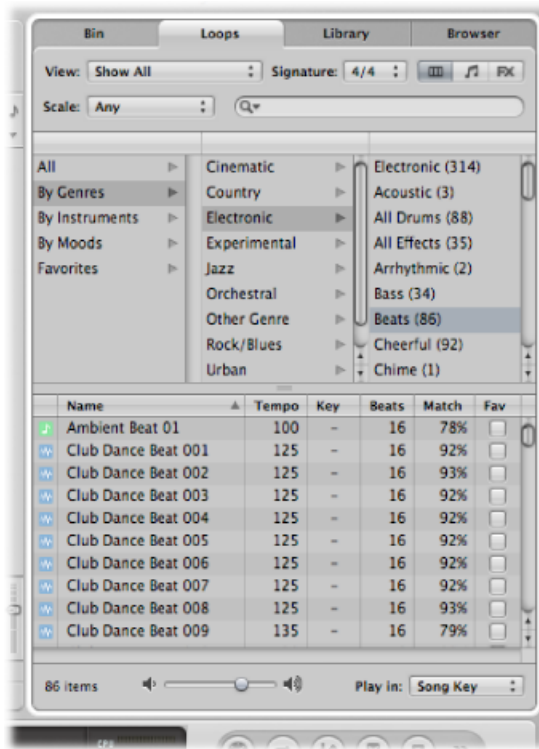 Bin Loops Library Browser
View: Show All Signature: 4/4 FX
Scale: Any
All Cinematic Electronic (314)
By Genres Country Acoustic (3)
By Instruments Electronic All Drums (88)
By Moods Experimental All Effects (35)
Favorites Jazz Arrhythmic (2)
Orchestral Bass (34)
Other Genre Beats (86)
Rock/Blues Cheerful (92)
Urban Chime (1)
Name Tempo Key Beats Match Fav
Ambient Beat 01 100 – 16 78%
Club Dance Beat 001 125 – 16 92%
Club Dance Beat 002 125 – 16 93%
Club Dance Beat 003 125 – 16 92%
Club Dance Beat 004 125 – 16 92%
Club Dance Beat 005 125 – 16 92%
Club Dance Beat 006 125 – 16 92%
Club Dance Beat 007 125 – 16 92%
Club Dance Beat 008 125 – 16 93%
Club Dance Beat 009 135 – 16 79%
86 items Play in: Song Key
CPU